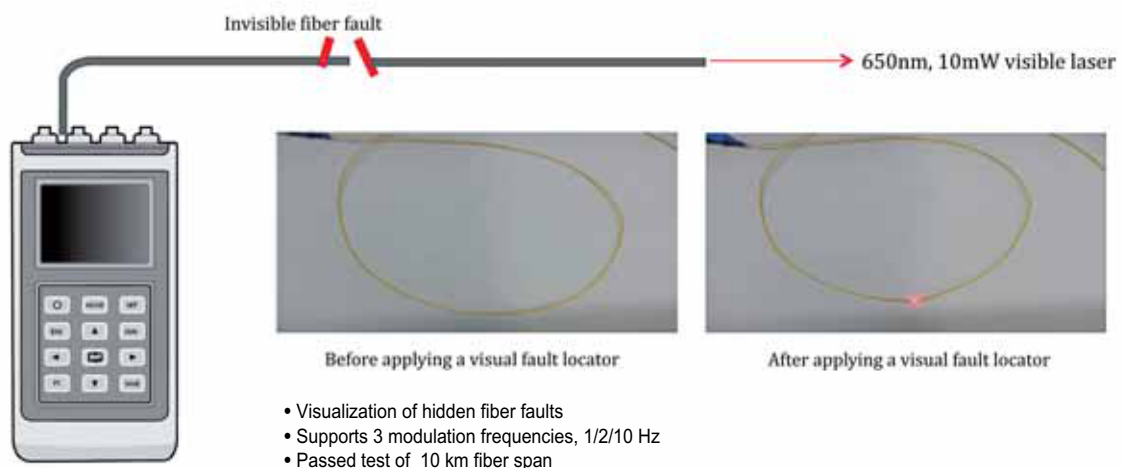 Invisible fiber fault
650nm, 10mW visible laser
Before applying a visual fault locator
After applying a visual fault locator
• Visualization of hidden fiber faults
• Supports 3 modulation frequencies, 1/2/10 Hz
• Passed test of 10 km fiber span